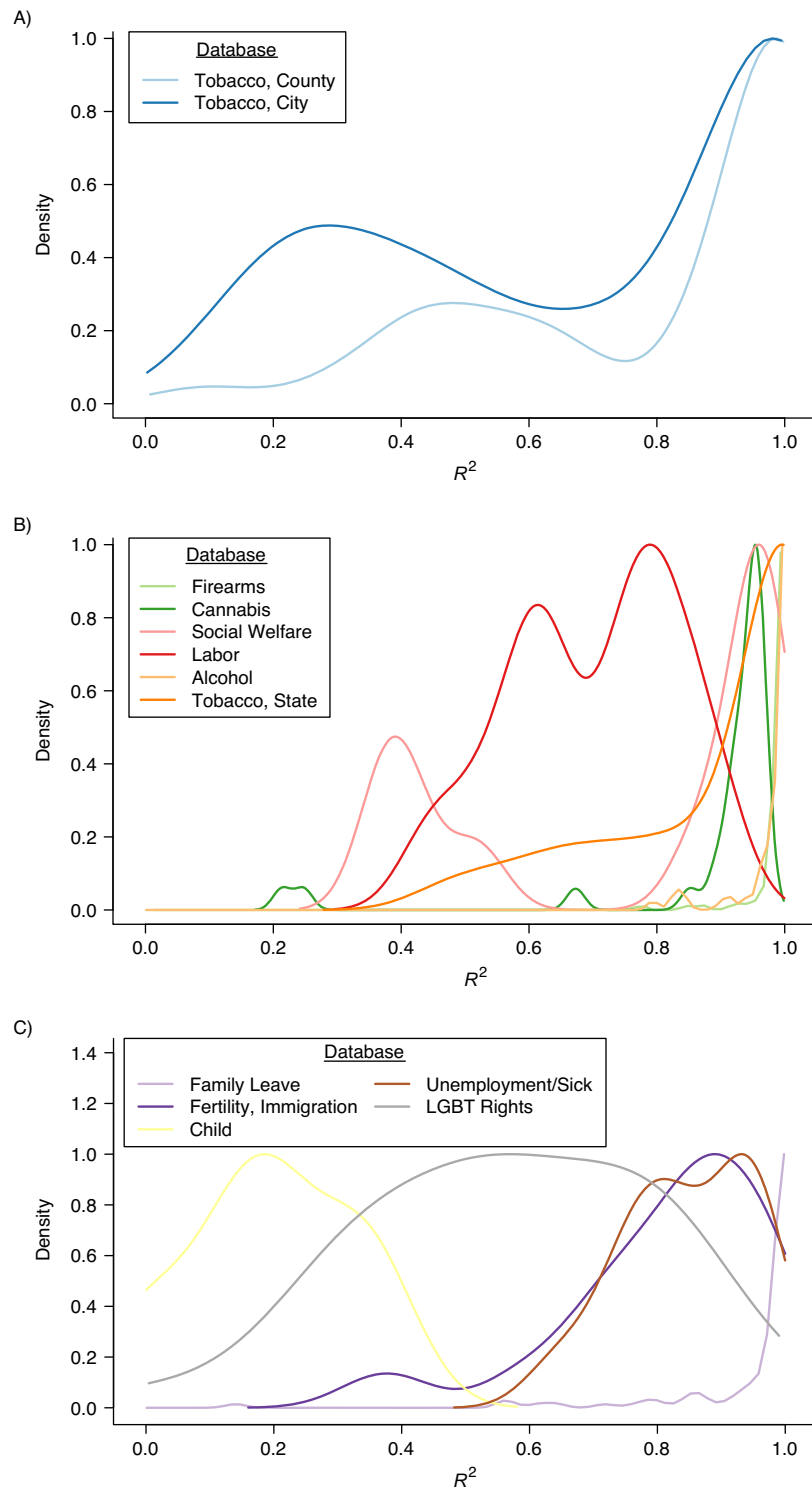 A)
Database
Tobacco, County
Tobacco, City
Density
1.0
0.8
0.6
0.4
0.2
0.0
0.0 0.2 0.4 0.6 0.8 1.0
R²
B)
Database
Firearms
Cannabis
Social Welfare
Labor
Alcohol
Tobacco, State
Density
1.0
0.8
0.6
0.4
0.2
0.0
0.0 0.2 0.4 0.6 0.8 1.0
R²
C)
Database
Family Leave Unemployment/Sick
Fertility, Immigration LGBT Rights
Child
Density
1.4
1.2
1.0
0.8
0.6
0.4
0.2
0.0
0.0 0.2 0.4 0.6 0.8 1.0
R²